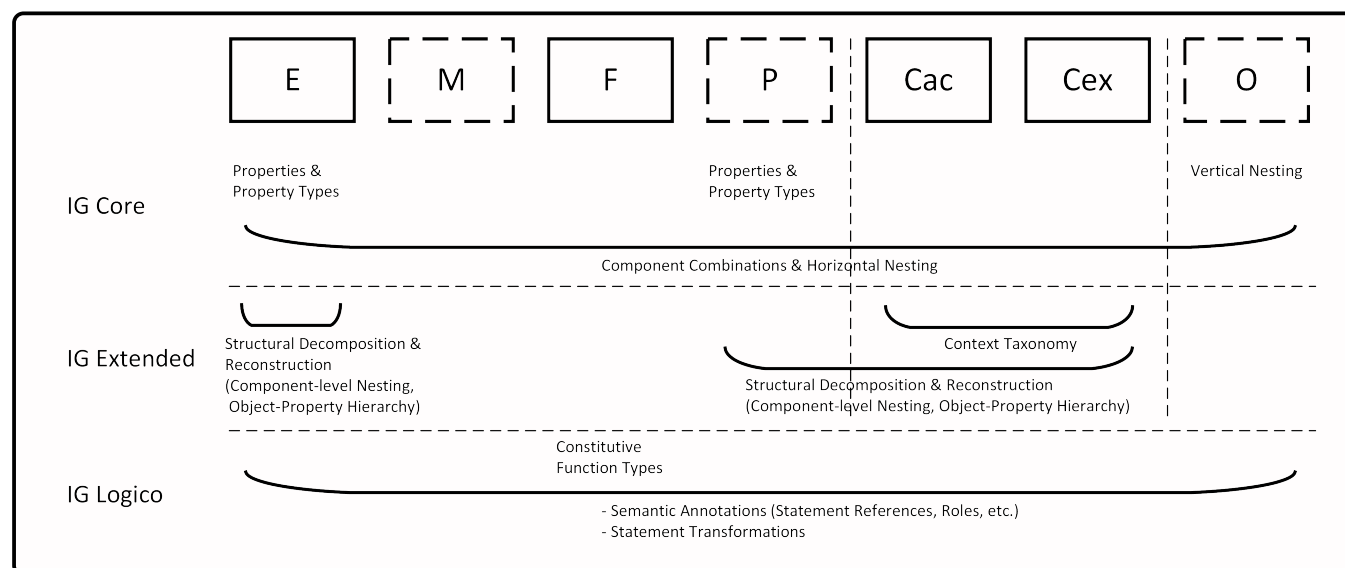 E M F P Cac Cex O
Properties & Properties & Vertical Nesting
Property Types Property Types
IG Core
Component Combinations & Horizontal Nesting
Structural Decomposition &
Reconstruction
(Component-level Nesting,
Object-Property Hierarchy)
IG Extended
Context Taxonomy
Structural Decomposition & Reconstruction
(Component-level Nesting, Object-Property Hierarchy)
Constitutive
Function Types
IG Logico
- Semantic Annotations (Statement References, Roles, etc.)
- Statement Transformations